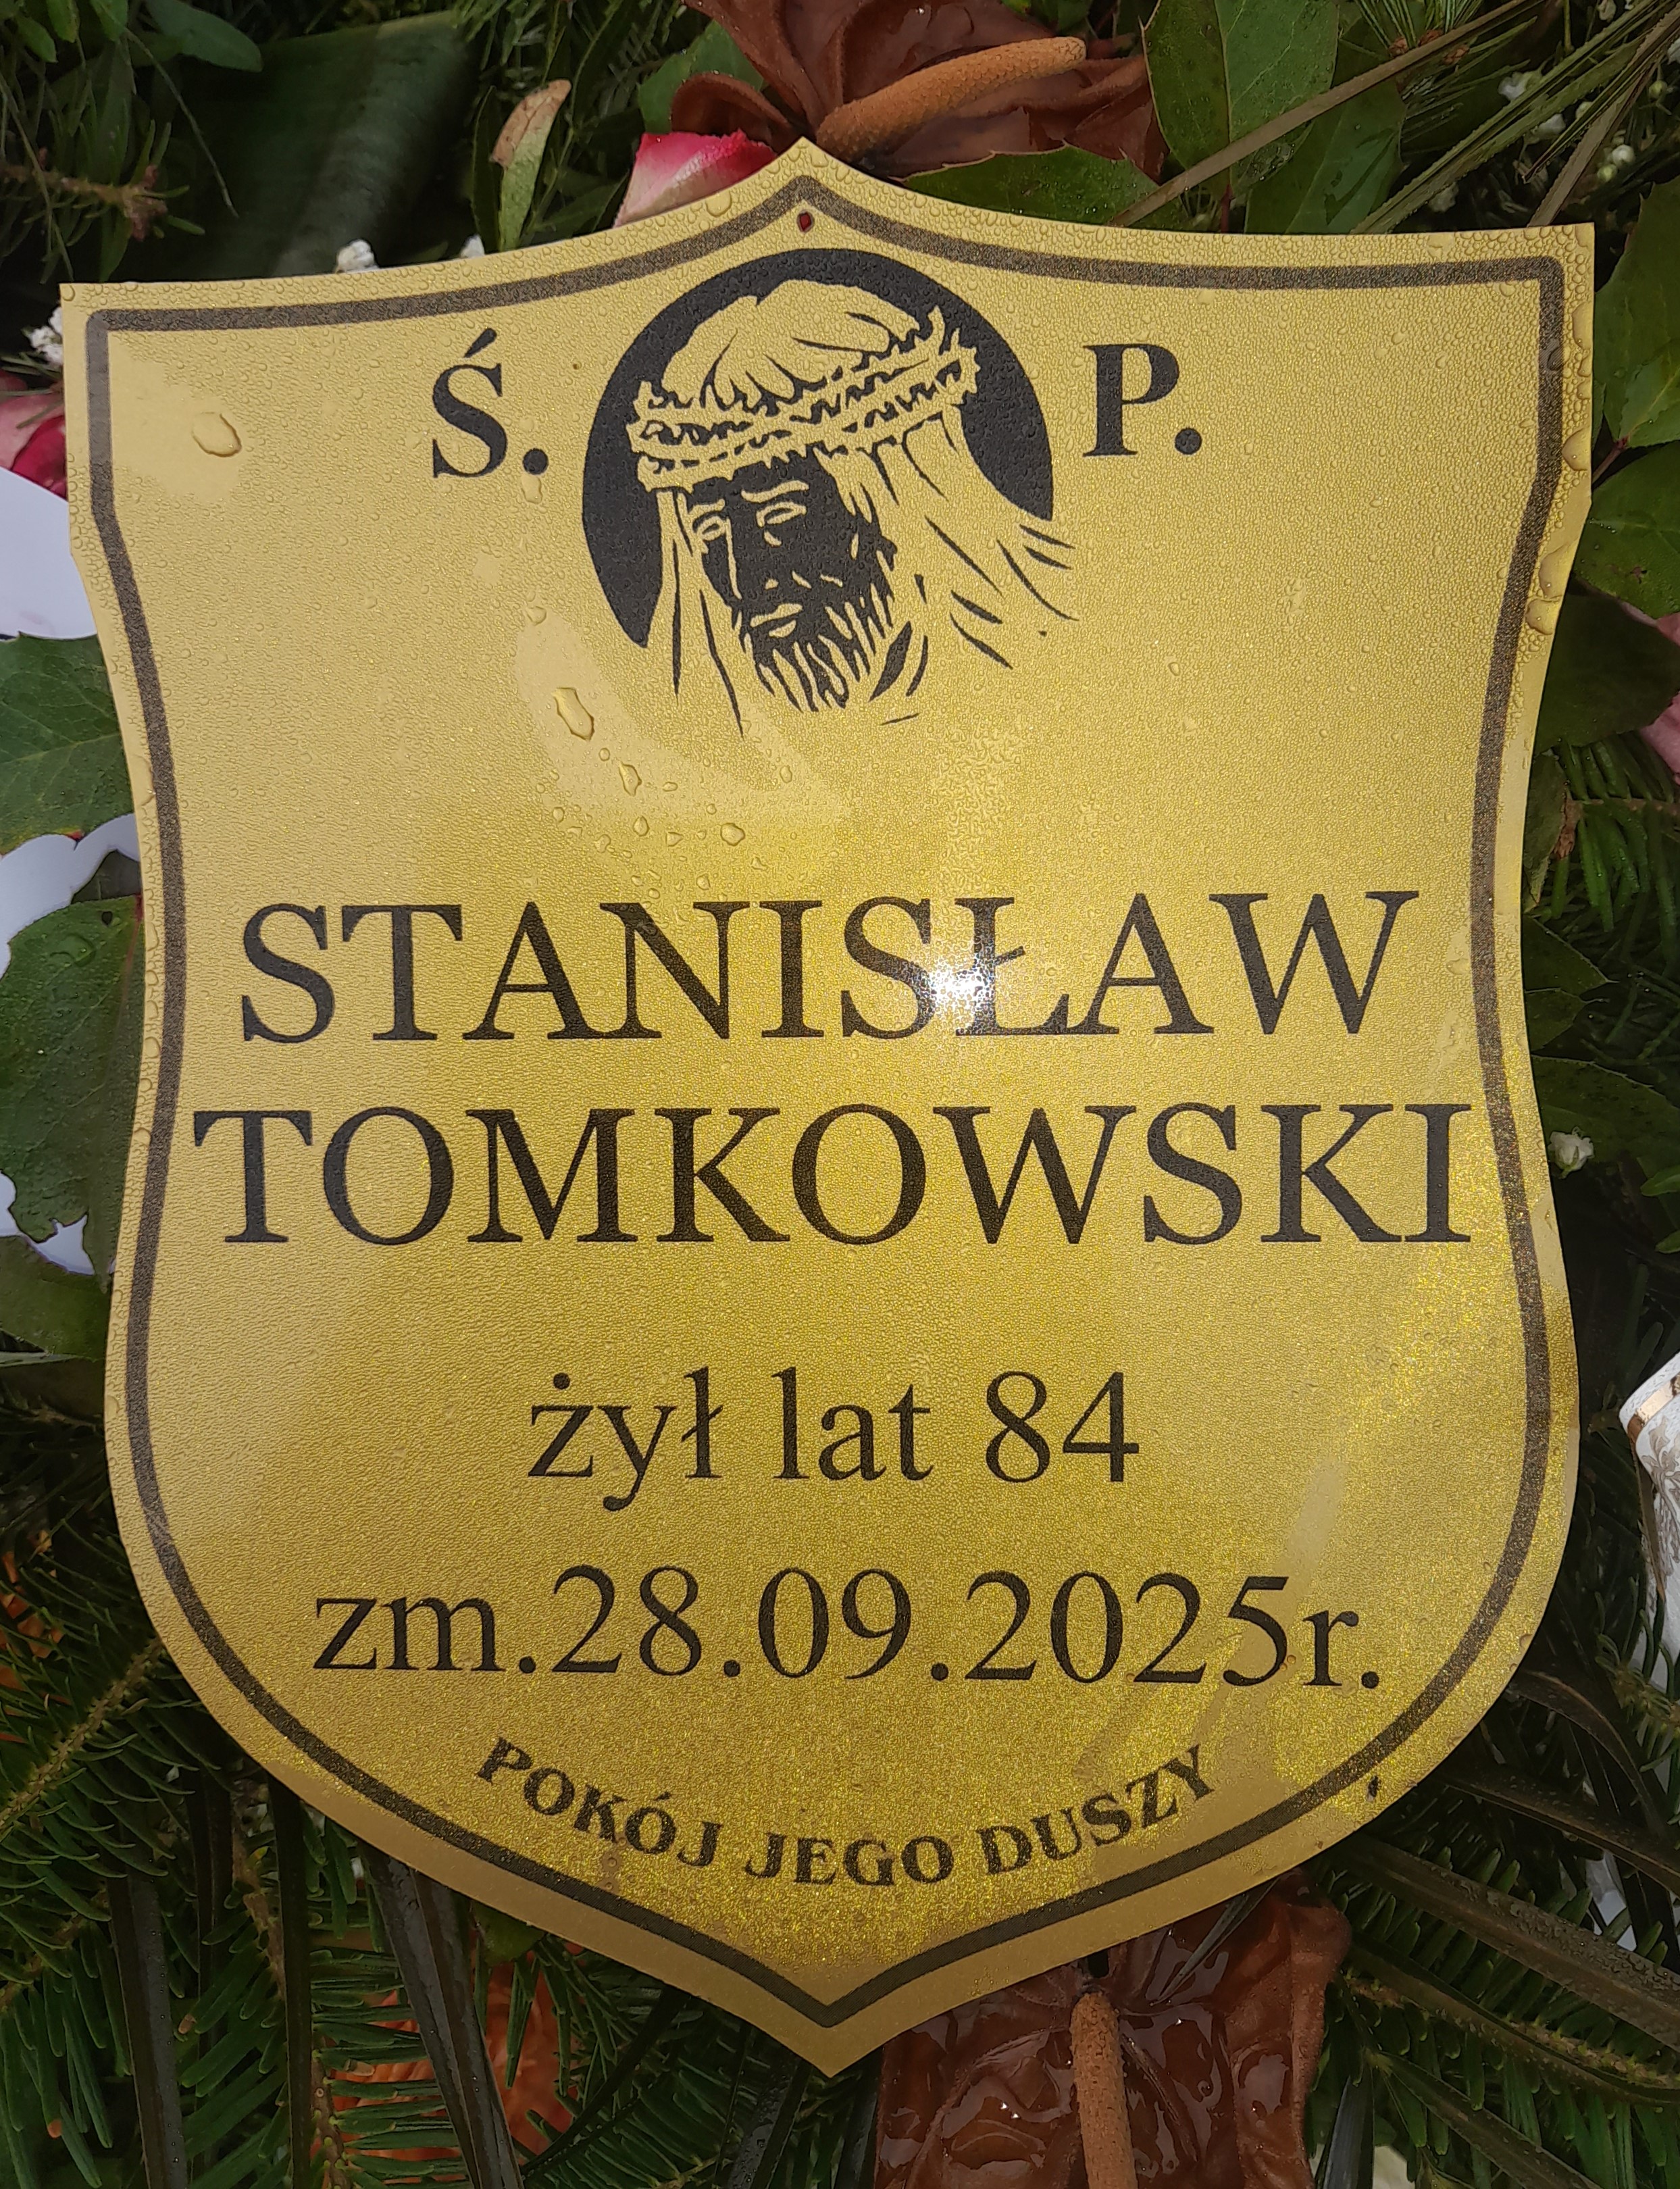 Ś. P.
STANISŁAW
TOMKOWSKI
żył lat 84
zm.28.09.2025r.
POKÓJ JEGO DUSZY